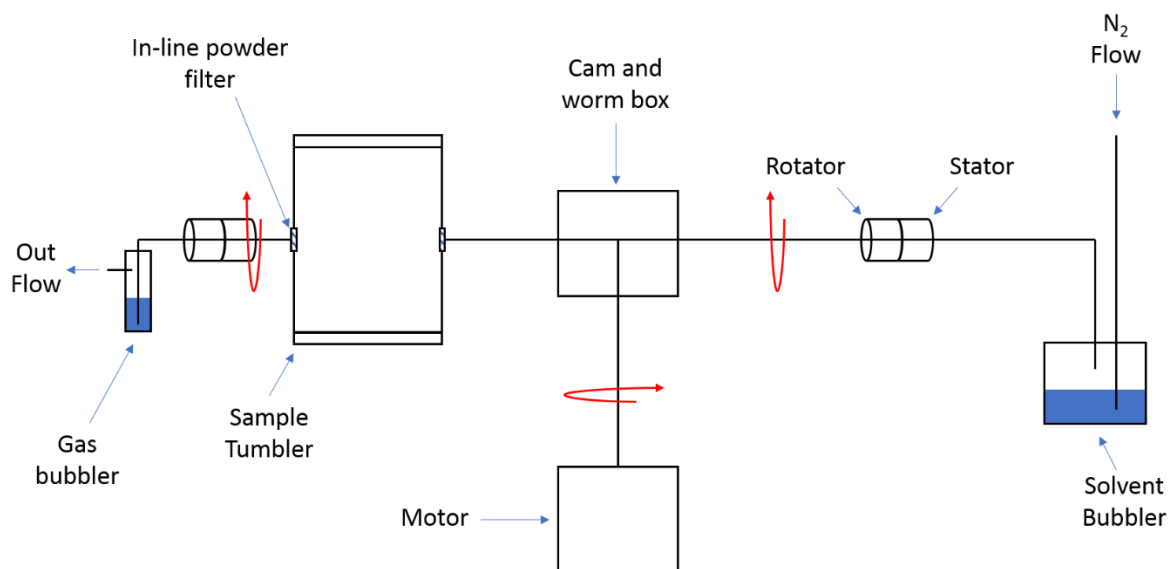 In-line powder
filter
Cam and
worm box
N₂
Flow
Rotator
Stator
Out
Flow
Gas
bubbler
Sample
Tumbler
Motor
Solvent
Bubbler